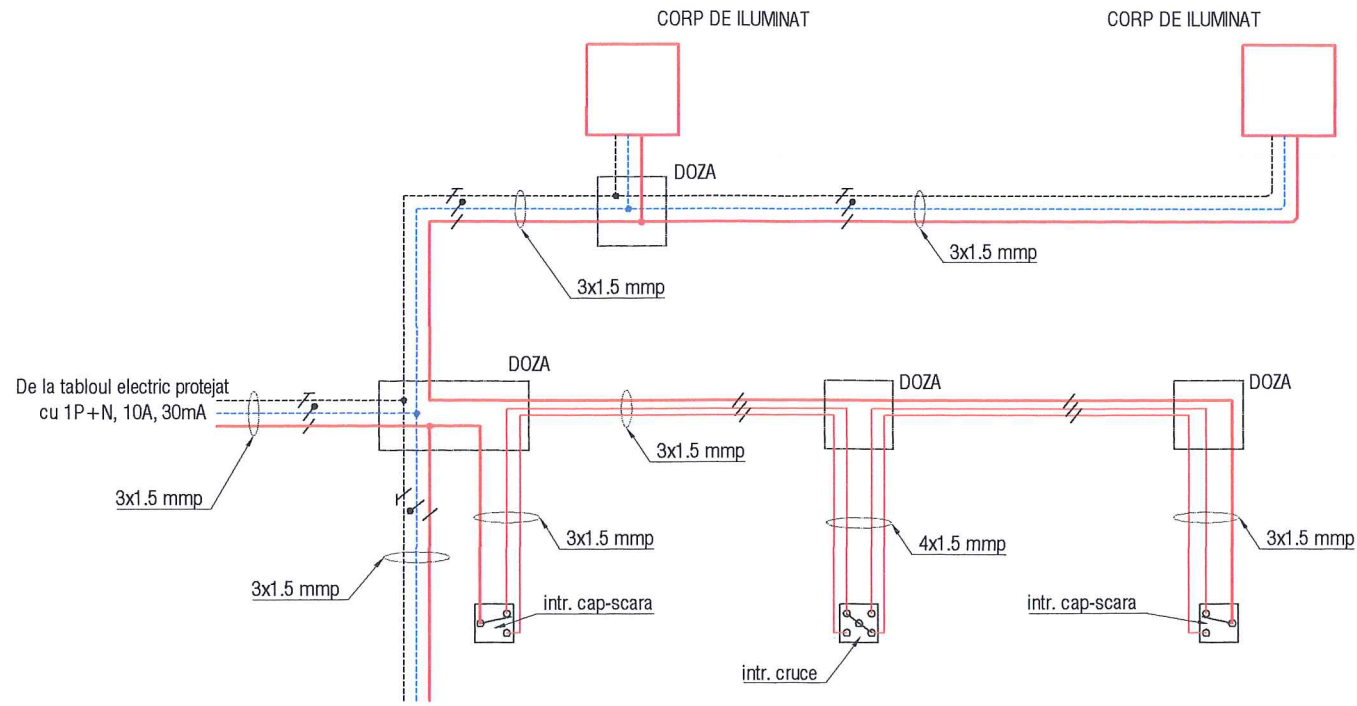 CORP DE ILUMINAT
CORP DE ILUMINAT
DOZA
3x1.5 mmp
3x1.5 mmp
De la tabloul electric protejat
cu 1P+N, 10A, 30mA
DOZA
DOZA
DOZA
3x1.5 mmp
3x1.5 mmp
3x1.5 mmp
4x1.5 mmp
3x1.5 mmp
3x1.5 mmp
intr. cap-scara
intr. cap-scara
intr. cruce